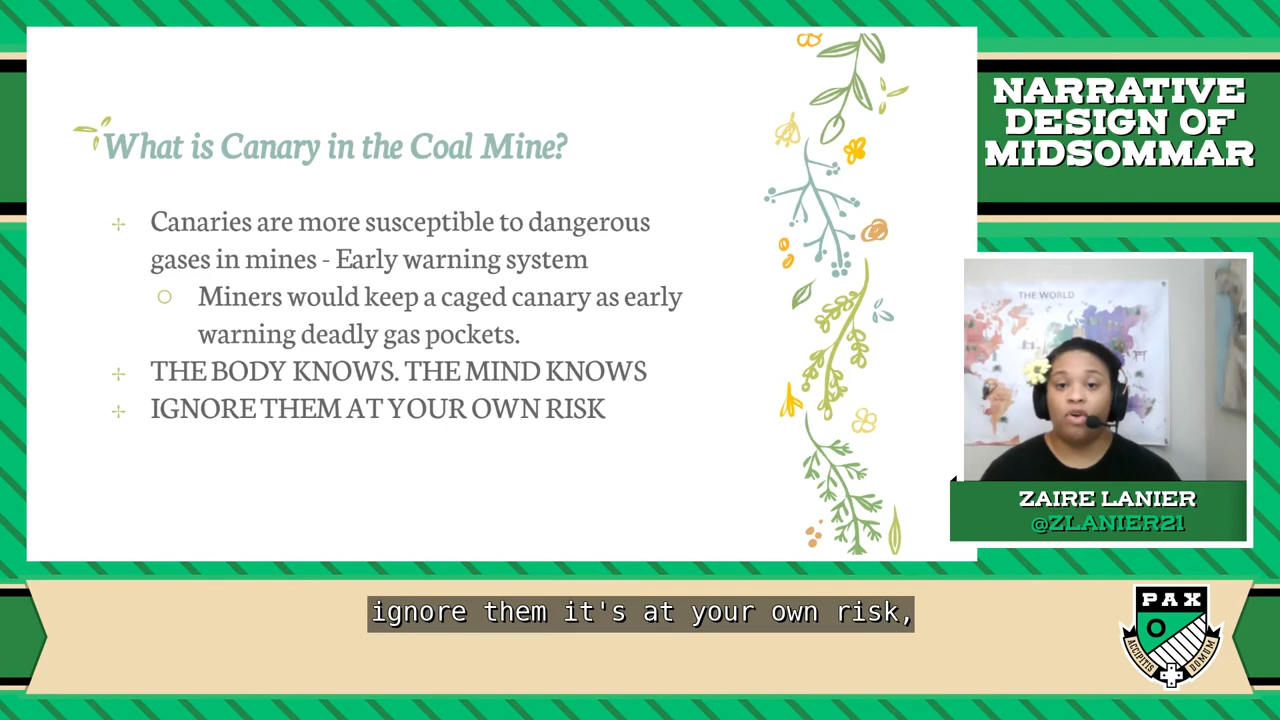 What is Canary in the Coal Mine?
Canaries are more susceptible to dangerous
gases in mines - Early warning system
Miners would keep a caged canary as early
warning deadly gas pockets.
THE BODY KNOWS. THE MIND KNOWS
IGNORE THEM AT YOUR OWN RISK
NARRATIVE
DESIGN OF
MIDSOMMAR
THE WORLD
ZAIRE LANIER
@ZLANIER21
ignore them it's at your own risk,
PAX
O
ACCIPITIS
DOMUM